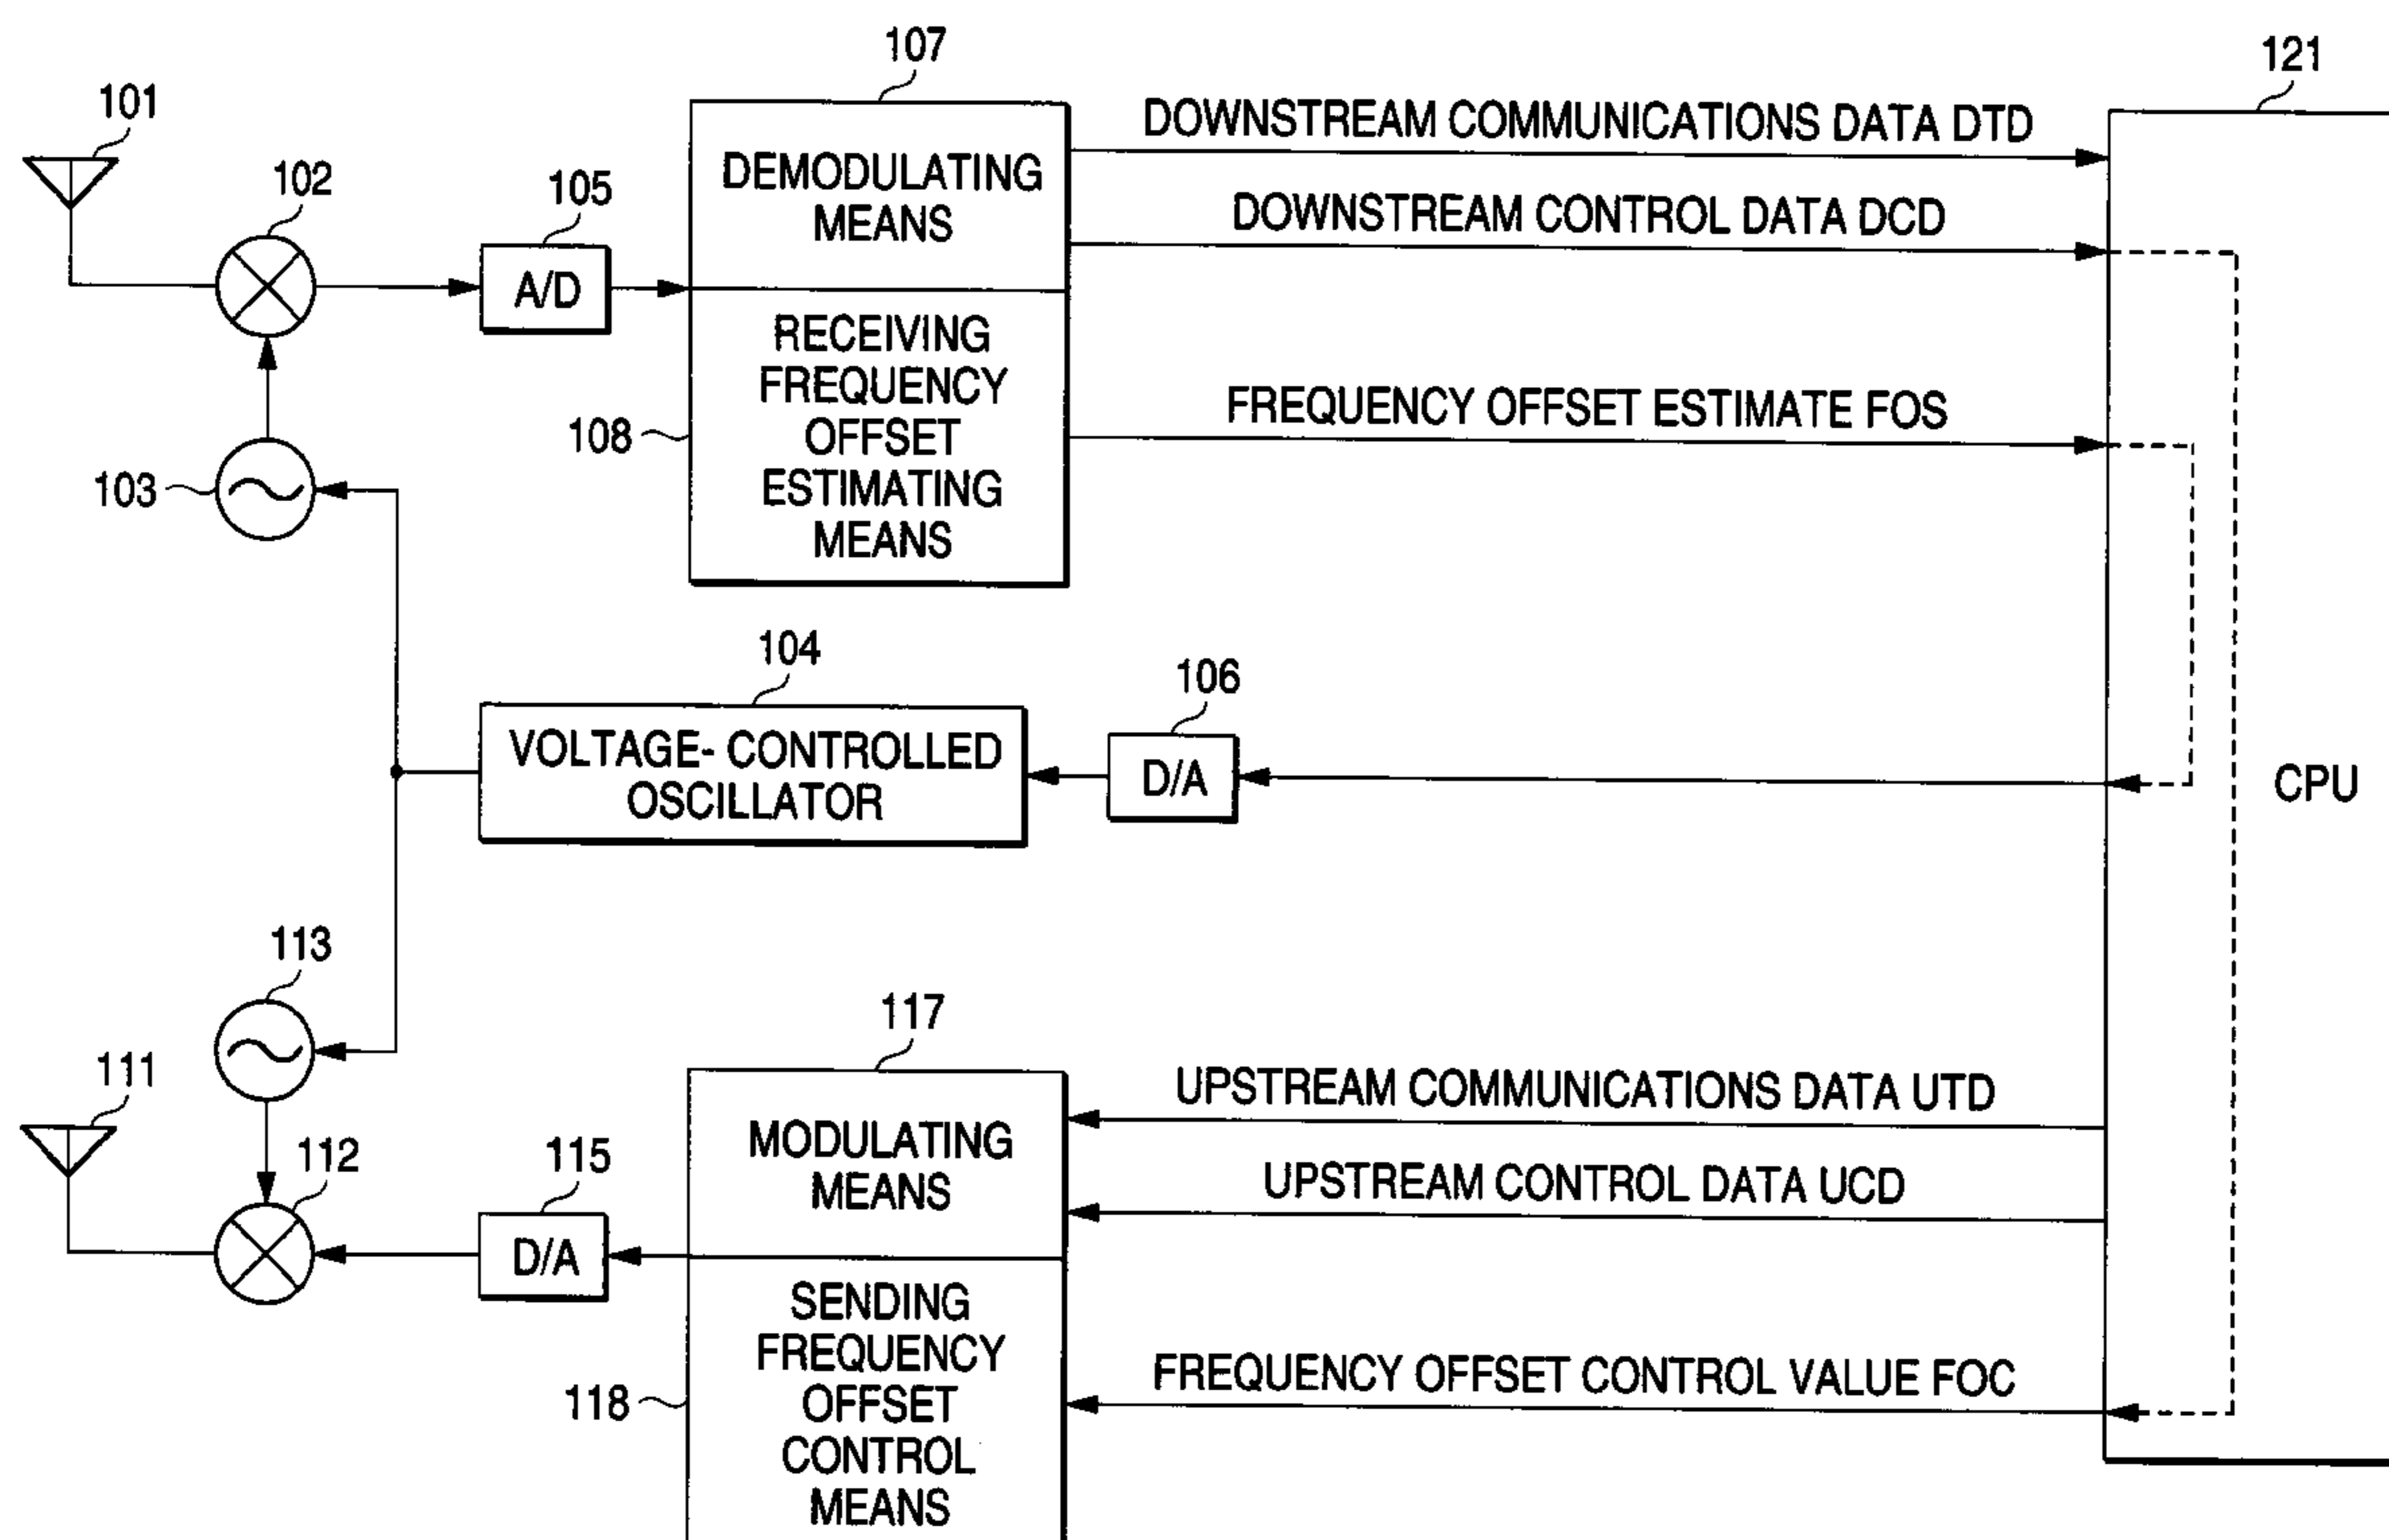 107
121
101
DOWNSTREAM COMMUNICATIONS DATA DTD
102
105
DEMODULATING
MEANS
DOWNSTREAM CONTROL DATA DCD
A/D
RECEIVING
FREQUENCY
OFFSET
ESTIMATING
MEANS
108
FREQUENCY OFFSET ESTIMATE FOS
103
104
106
VOLTAGE- CONTROLLED
OSCILLATOR
D/A
CPU
113
117
111
112
115
MODULATING
MEANS
UPSTREAM COMMUNICATIONS DATA UTD
UPSTREAM CONTROL DATA UCD
D/A
SENDING
FREQUENCY
OFFSET
CONTROL
MEANS
118
FREQUENCY OFFSET CONTROL VALUE FOC